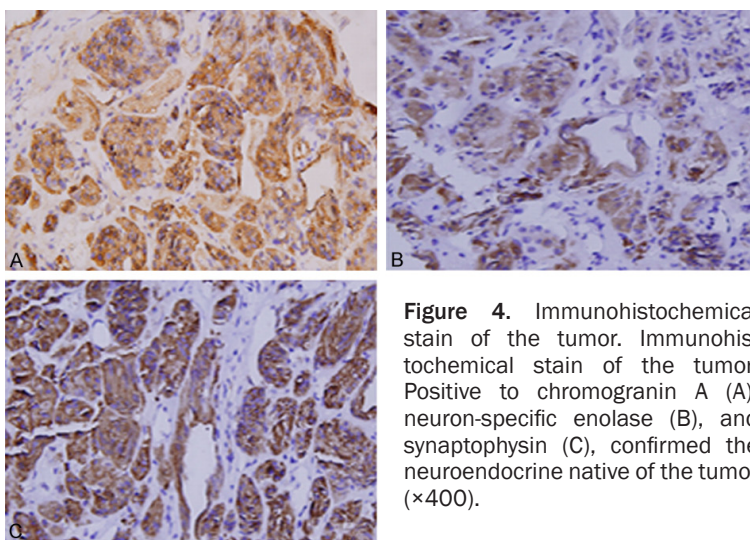 A
B
C
Figure 4. Immunohistochemica
stain of the tumor. Immunohis
tochemical stain of the tumor
Positive to chromogranin A (A)
neuron-specific enolase (B), and
synaptophysin (C), confirmed the
neuroendocrine native of the tumo
(×400).